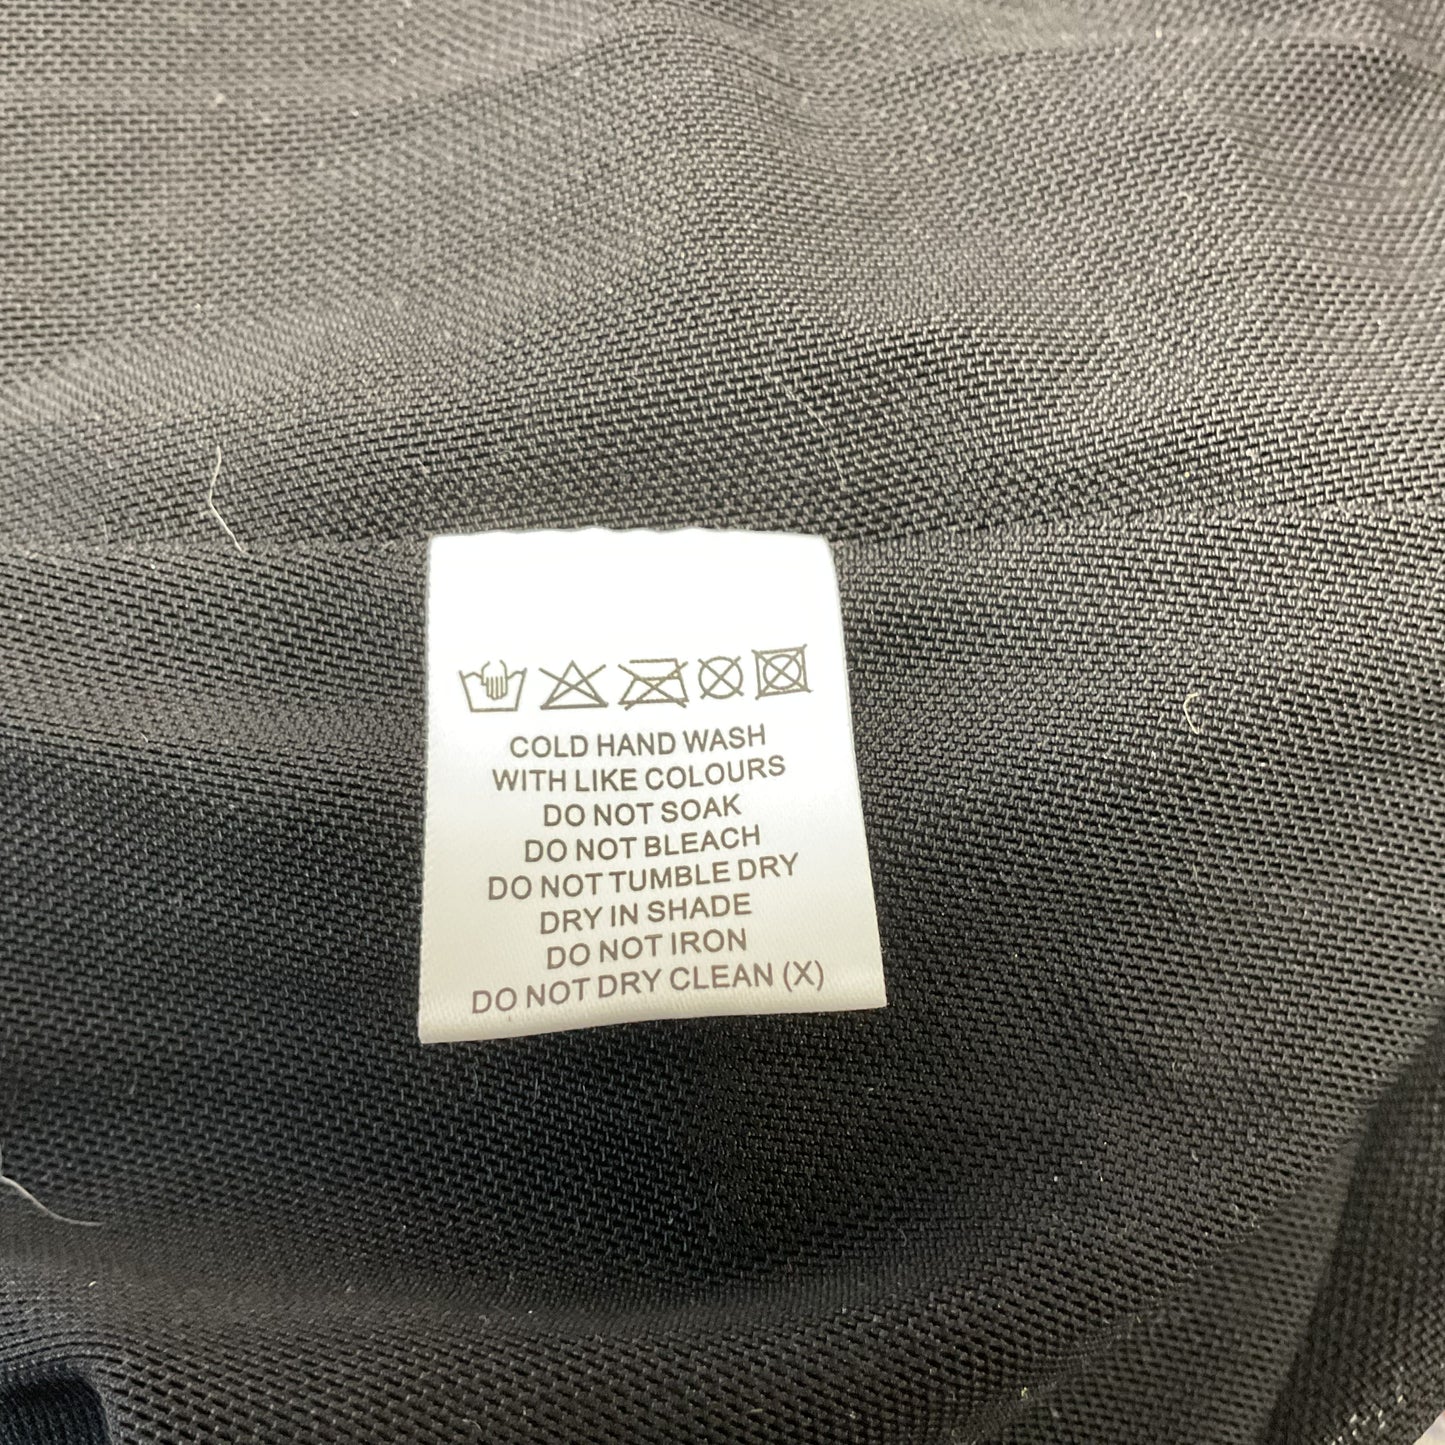 COLD HAND WASH
WITH LIKE COLOURS
DO NOT SOAK
DO NOT BLEACH
DO NOT TUMBLE DRY
DRY IN SHADE
DO NOT IRON
DO NOT DRY CLEAN (X)